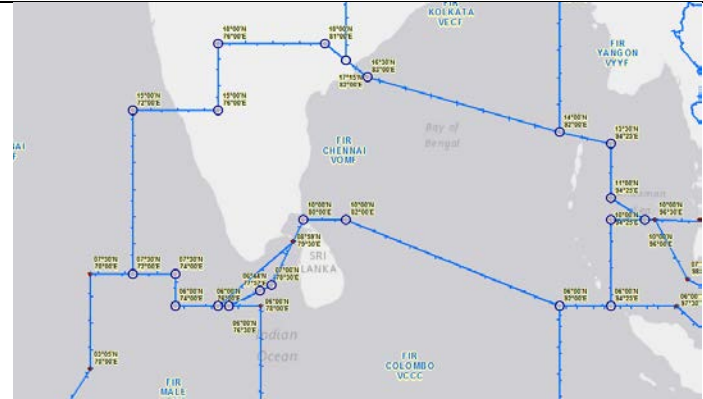 FIR
KOLKATA
VECF
FIR
YANGON
VYYF
18°00'N
76°00'E
18°00'N
81°00'E
16°30'N
83°00'E
17°15'N
83°00'E
15°00'N
72°00'E
15°00'N
76°00'E
FIR
CHENNAI
VOMF
Bay of
Bengal
14°00'N
92°00'E
13°30'N
94°25'E
11°00'N
94°25'E
10°00'N
80°00'E
10°00'N
82°00'E
10°00'N
94°25'E
10°00'N
96°30'E
10°00'N
96°00'E
08°59'N
79°30'E
SRI
LANKA
07°30'N
70°00'E
07°30'N
72°00'E
07°30'N
74°00'E
07°00'N
78°30'E
06°00'N
74°00'E
06°00'N
76°30'E
06°00'N
78°00'E
06°00'N
92°00'E
06°00'N
94°25'E
06°00'N
97°30'E
Indian
Ocean
03°05'N
70°00'E
FIR
COLOMBO
VCCC
FIR
MALE